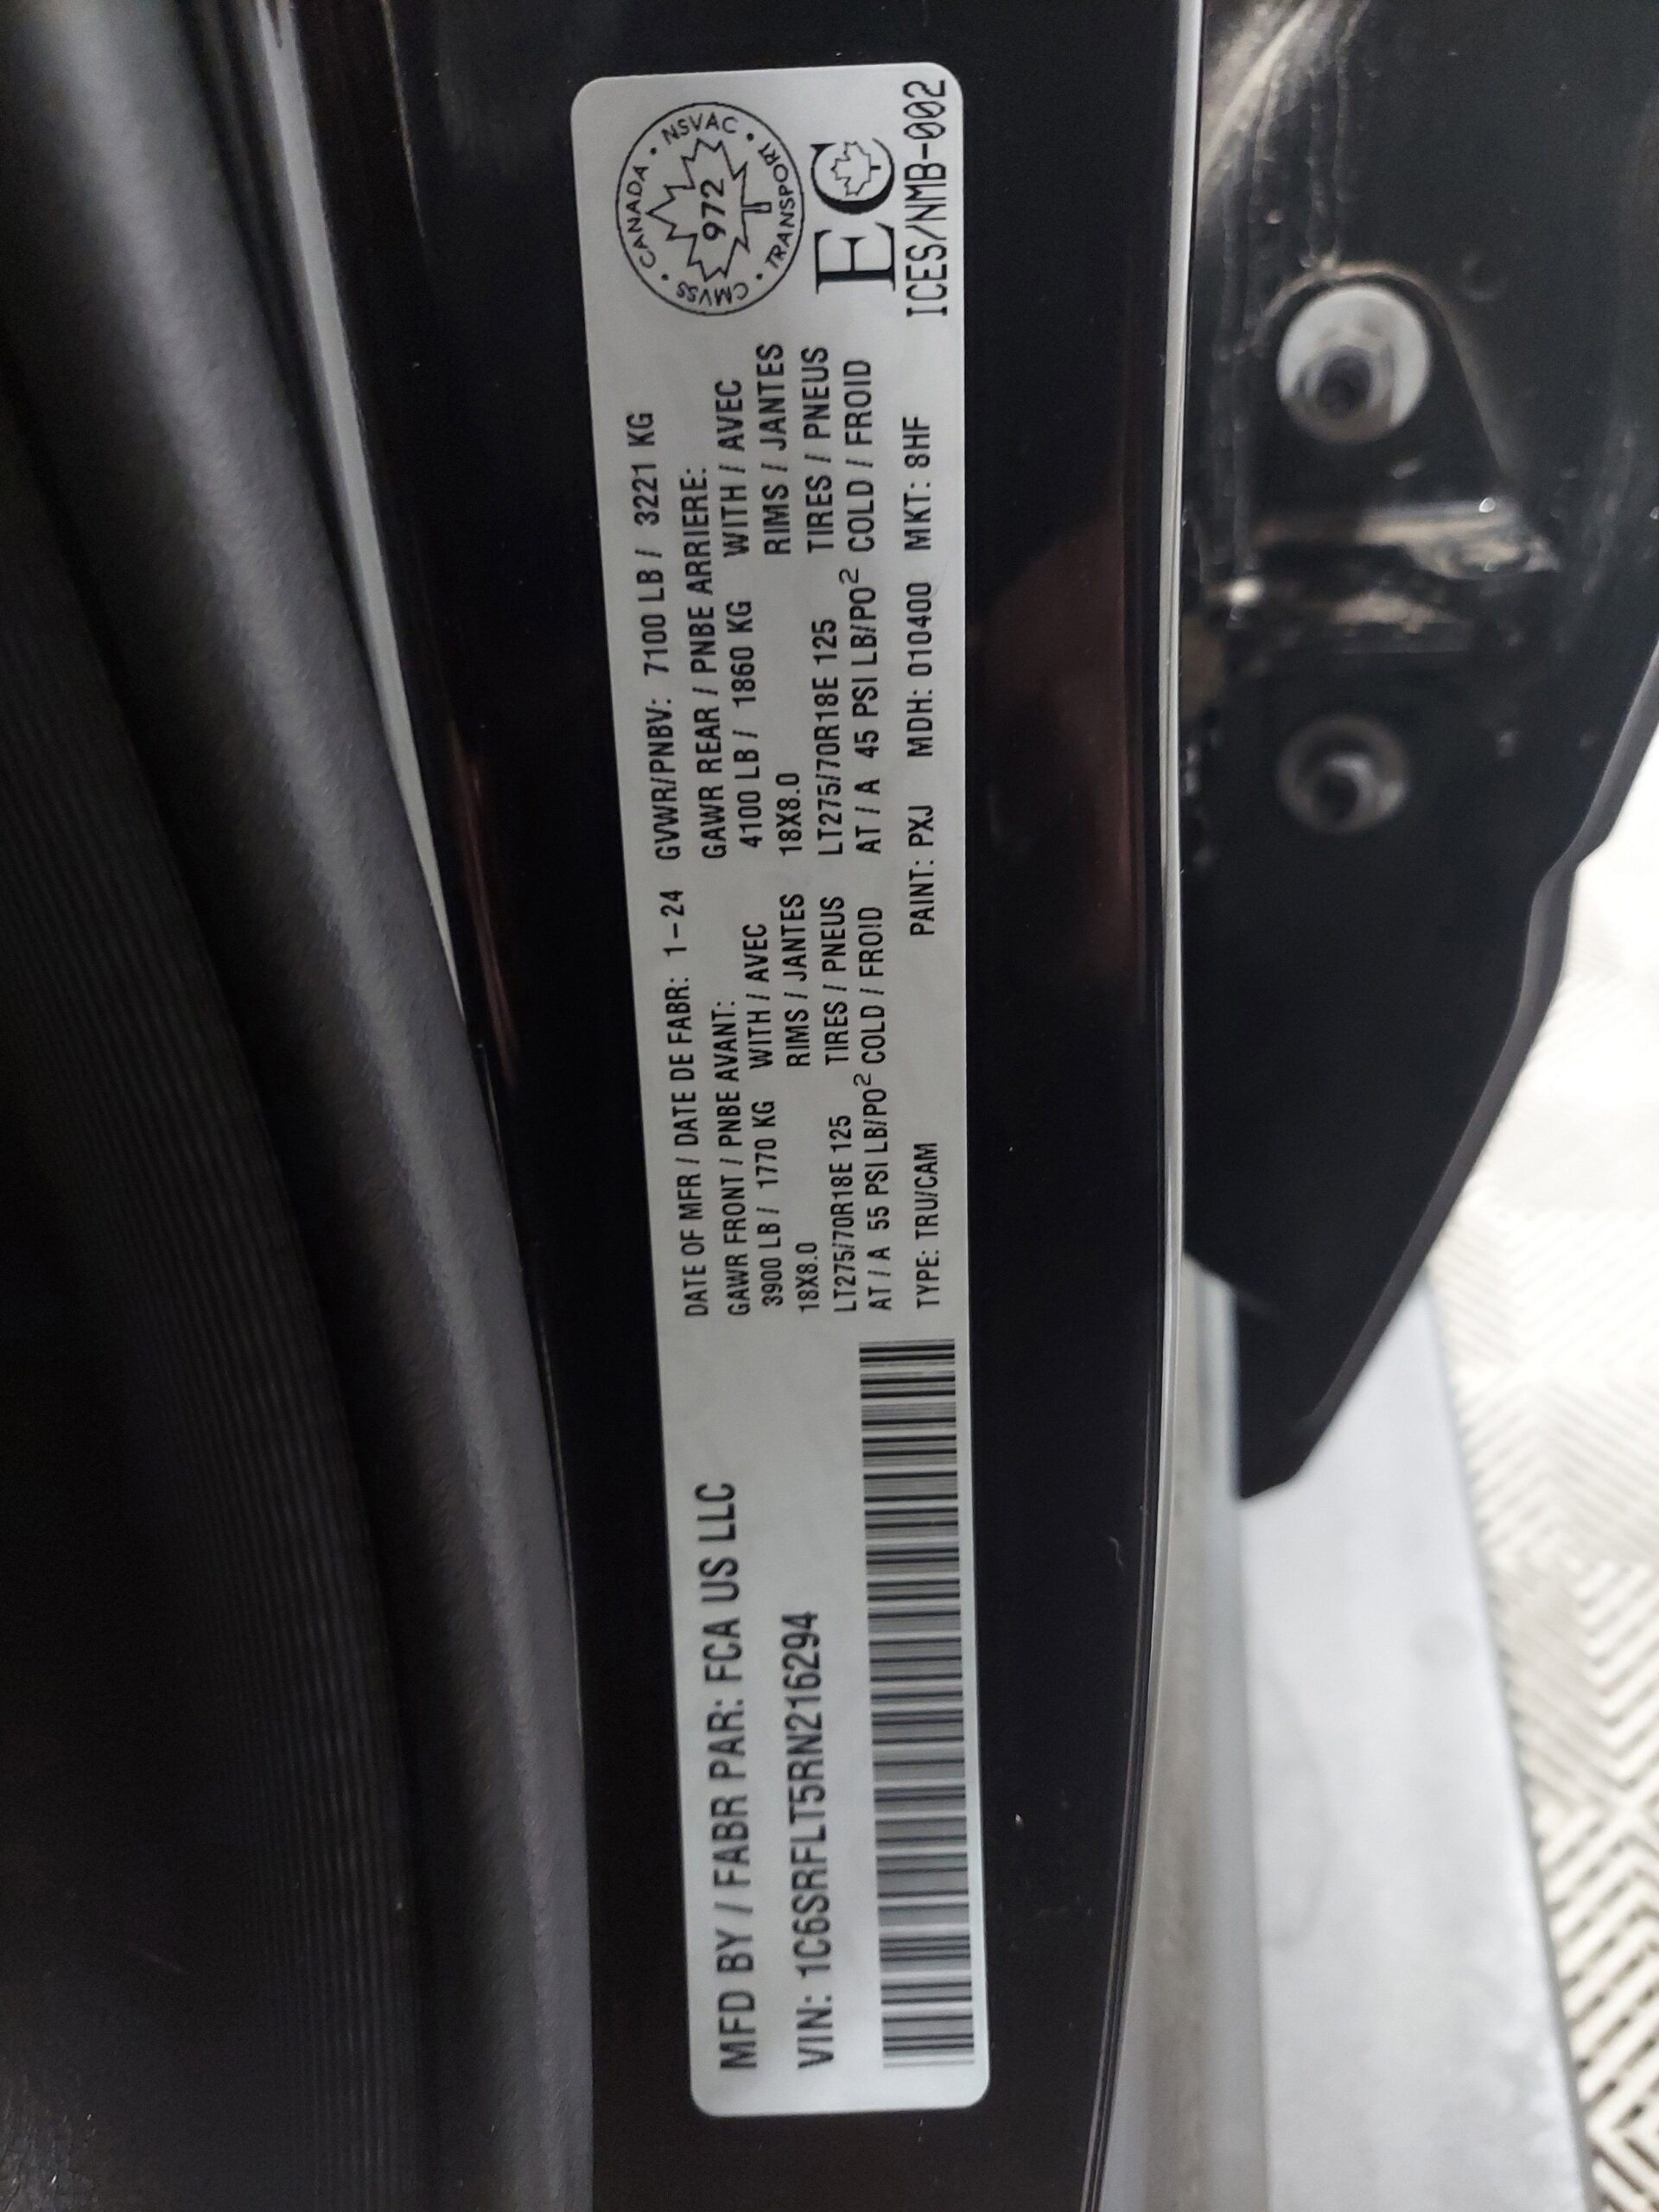 MFD BY / FABR PAR: FCA US LLC
VIN: 1C6SRFLT5RN216294
DATE OF MFR / DATE DE FABR: 1-24 GVWR/PNBV: 7100 LB / 3221 KG
GAWR FRONT / PNBE AVANT:
3900 LB / 1770 KG WITH / AVEC
18X8.0 RIMS / JANTES
LT275/70R18E 125 TIRES / PNEUS
AT / A 55 PSI LB/PO² COLD / FROID
GAWR REAR / PNBE ARRIERE:
4100 LB / 1860 KG WITH / AVEC
18X8.0 RIMS / JANTES
LT275/70R18E 125 TIRES / PNEUS
AT / A 45 PSI LB/PO² COLD / FROID
TYPE: TRU/CAM PAINT: PXJ MDH: 010400 MKT: 8HF
CANADA • NSVAC • TRANSPORT • CMVSS •
972
EC
ICES/NMB-002